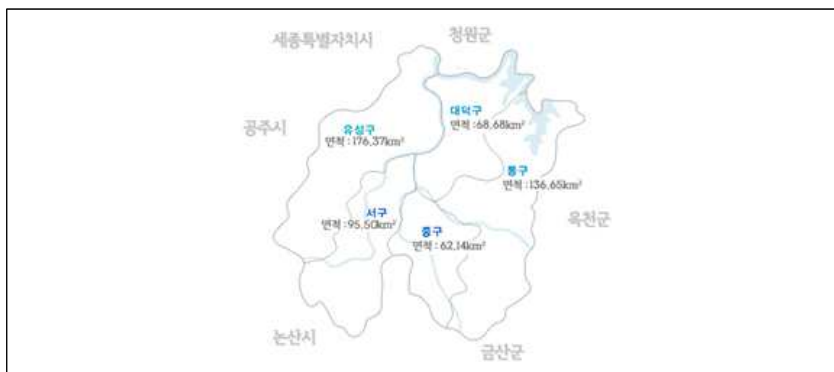 세종특별자치시
청원군
대덕구
면적 :68.68km²
공주시
유성구
면적 :176.37km²
동구
면적 :136.65km²
서구
면적 :95.50km²
옥천군
중구
면적 : 62.14km²
논산시
금산군